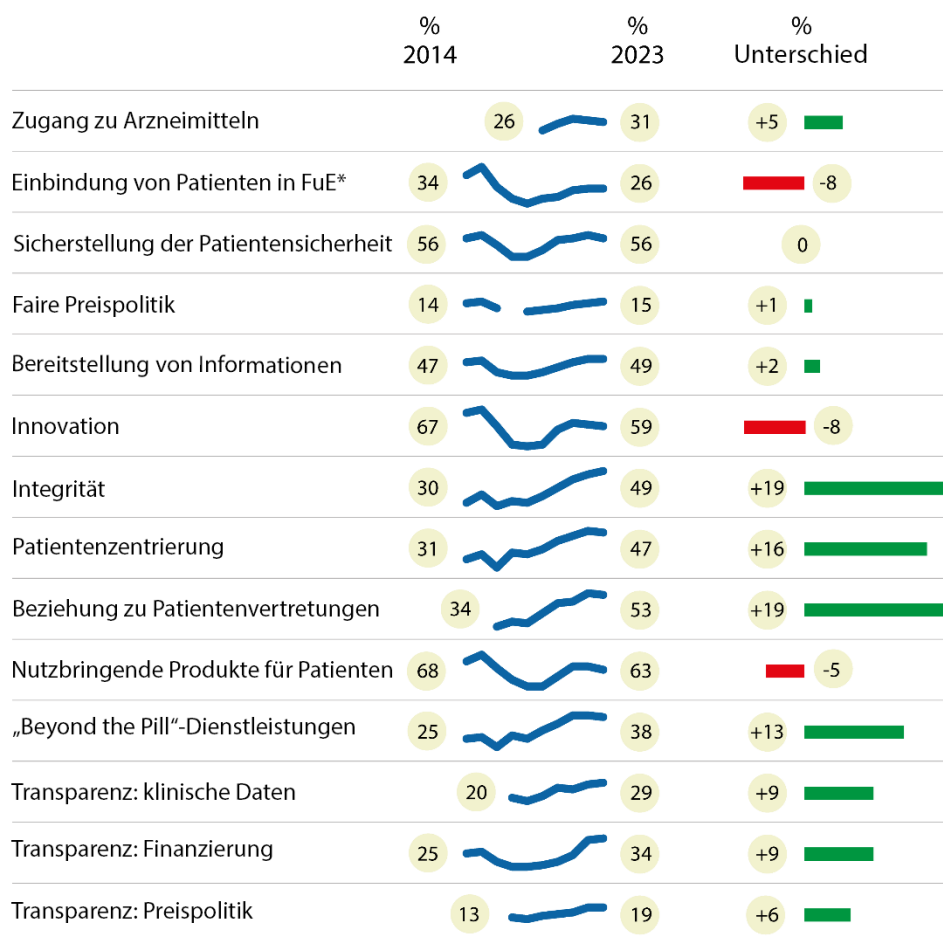 % % %
2014 2023 Unterschied
Zugang zu Arzneimitteln 26 31 +5
Einbindung von Patienten in FuE* 34 26 -8
Sicherstellung der Patientensicherheit 56 56 0
Faire Preispolitik 14 15 +1
Bereitstellung von Informationen 47 49 +2
Innovation 67 59 -8
Integrität 30 49 +19
Patientenzentrierung 31 47 +16
Beziehung zu Patientenvertretungen 34 53 +19
Nutzbringende Produkte für Patienten 68 63 -5
„Beyond the Pill“-Dienstleistungen 25 38 +13
Transparenz: klinische Daten 20 29 +9
Transparenz: Finanzierung 25 34 +9
Transparenz: Preispolitik 13 19 +6